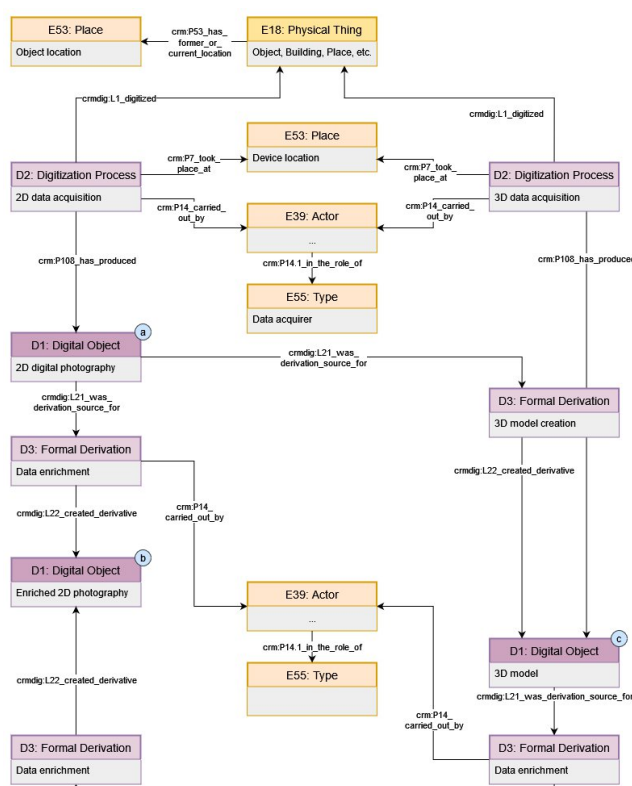 E53: Place
Object location
crm:P53_has_
former_or_
current_location
E18: Physical Thing
Object, Building, Place, etc.
crmdig:L1_digitized
crmdig:L1_digitized
E53: Place
Device location
D2: Digitization Process
2D data acquisition
crm:P7_took_
place_at
crm:P7_took_
place_at
D2: Digitization Process
3D data acquisition
crm:P14_carried_
out_by
E39: Actor
...
crm:P14_carried_
out_by
crm:P108_has_produced
crm:P14.1_in_the_role_of
crm:P108_has_produced
E55: Type
Data acquirer
a
D1: Digital Object
2D digital photography
crmdig:L21_was_
derivation_source_for
crmdig:L21_was_
derivation_source_for
D3: Formal Derivation
3D model creation
D3: Formal Derivation
Data enrichment
crmdig:L22_created_derivative
crm:P14_
carried_out_by
crmdig:L22_created_derivative
b
D1: Digital Object
Enriched 2D photography
E39: Actor
...
crm:P14.1_in_the_role_of
c
D1: Digital Object
3D model
E55: Type
crmdig:L22_created_derivative
crmdig:L21_was_derivation_source_for
crm:P14_
carried_out_by
D3: Formal Derivation
Data enrichment
D3: Formal Derivation
Data enrichment